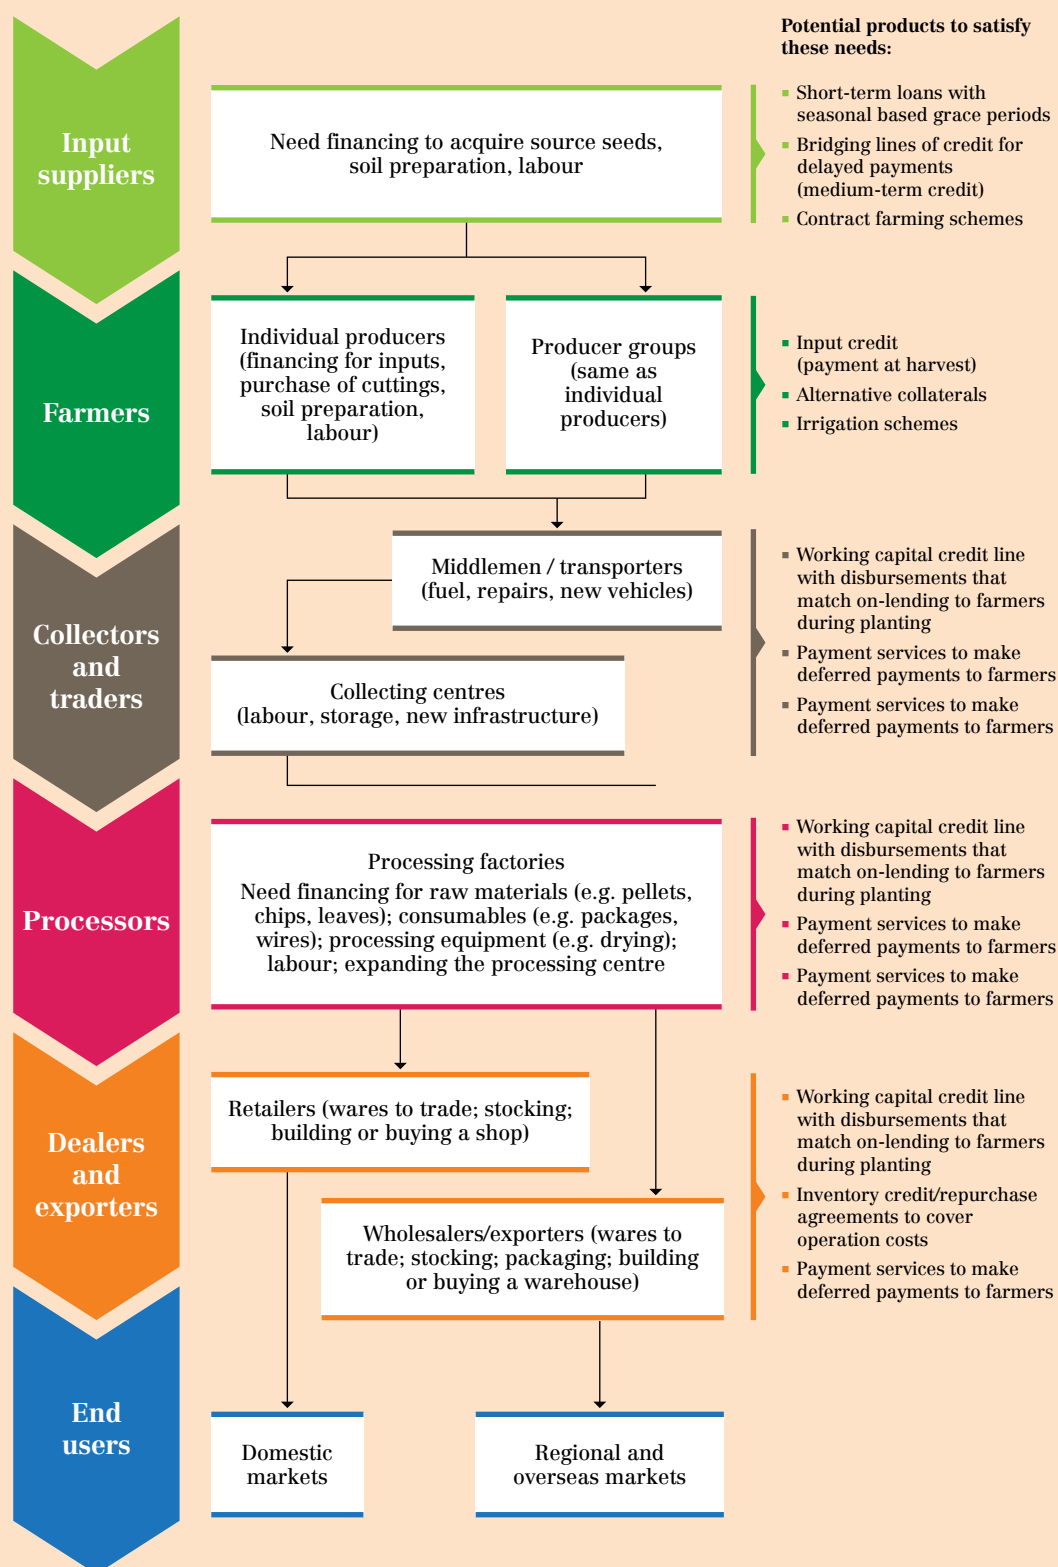 Potential products to satisfy
these needs:
Input
suppliers
Need financing to acquire source seeds,
soil preparation, labour
▪ Short-term loans with
seasonal based grace periods
▪ Bridging lines of credit for
delayed payments
(medium-term credit)
▪ Contract farming schemes
Farmers
Individual producers
(financing for inputs,
purchase of cuttings,
soil preparation,
labour)
Producer groups
(same as
individual
producers)
▪ Input credit
(payment at harvest)
▪ Alternative collaterals
▪ Irrigation schemes
Collectors
and
traders
Middlemen / transporters
(fuel, repairs, new vehicles)
Collecting centres
(labour, storage, new infrastructure)
▪ Working capital credit line
with disbursements that
match on-lending to farmers
during planting
▪ Payment services to make
deferred payments to farmers
▪ Payment services to make
deferred payments to farmers
Processors
Processing factories
Need financing for raw materials (e.g. pellets,
chips, leaves); consumables (e.g. packages,
wires); processing equipment (e.g. drying);
labour; expanding the processing centre
▪ Working capital credit line
with disbursements that
match on-lending to farmers
during planting
▪ Payment services to make
deferred payments to farmers
▪ Payment services to make
deferred payments to farmers
Dealers
and
exporters
Retailers (wares to trade; stocking;
building or buying a shop)
Wholesalers/exporters (wares to
trade; stocking; packaging; building
or buying a warehouse)
▪ Working capital credit line
with disbursements that
match on-lending to farmers
during planting
▪ Inventory credit/repurchase
agreements to cover
operation costs
▪ Payment services to make
deferred payments to farmers
End
users
Domestic
markets
Regional and
overseas markets